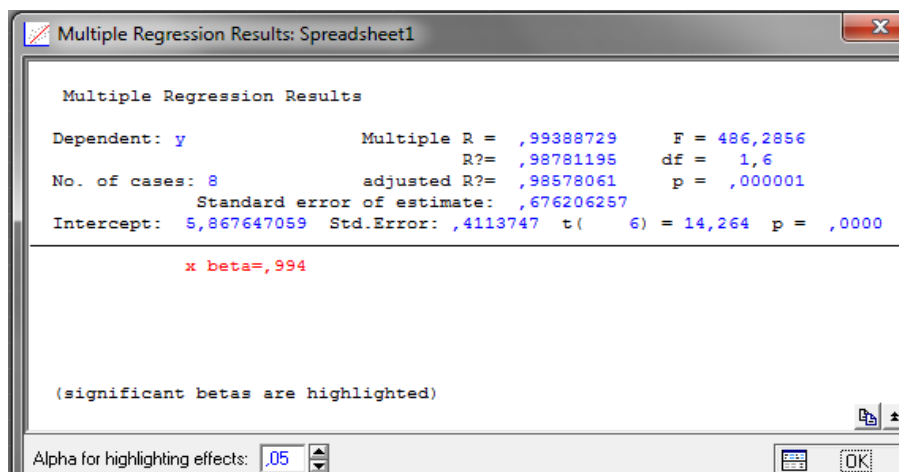 Multiple Regression Results: Spreadsheet1
Multiple Regression Results
Dependent: y Multiple R = ,99388729 F = 486,2856
R?= ,98781195 df = 1,6
No. of cases: 8 adjusted R?= ,98578061 p = ,000001
Standard error of estimate: ,676206257
Intercept: 5,867647059 Std.Error: ,4113747 t( 6) = 14,264 p = ,0000
x beta=,994
(significant betas are highlighted)
Alpha for highlighting effects: ,05 OK